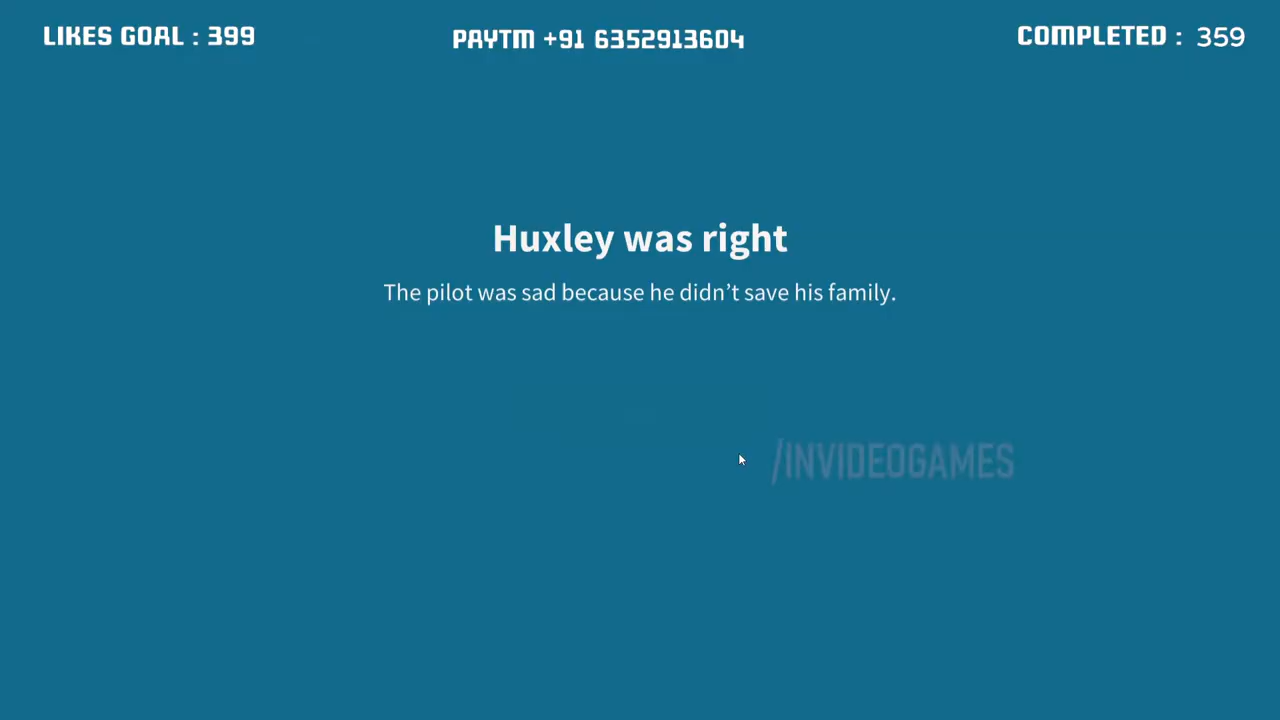 LIKES GOAL : 399
PAYTM +91 6352913604
COMPLETED : 359
Huxley was right
The pilot was sad because he didn’t save his family.
/INVIDEOGAMES